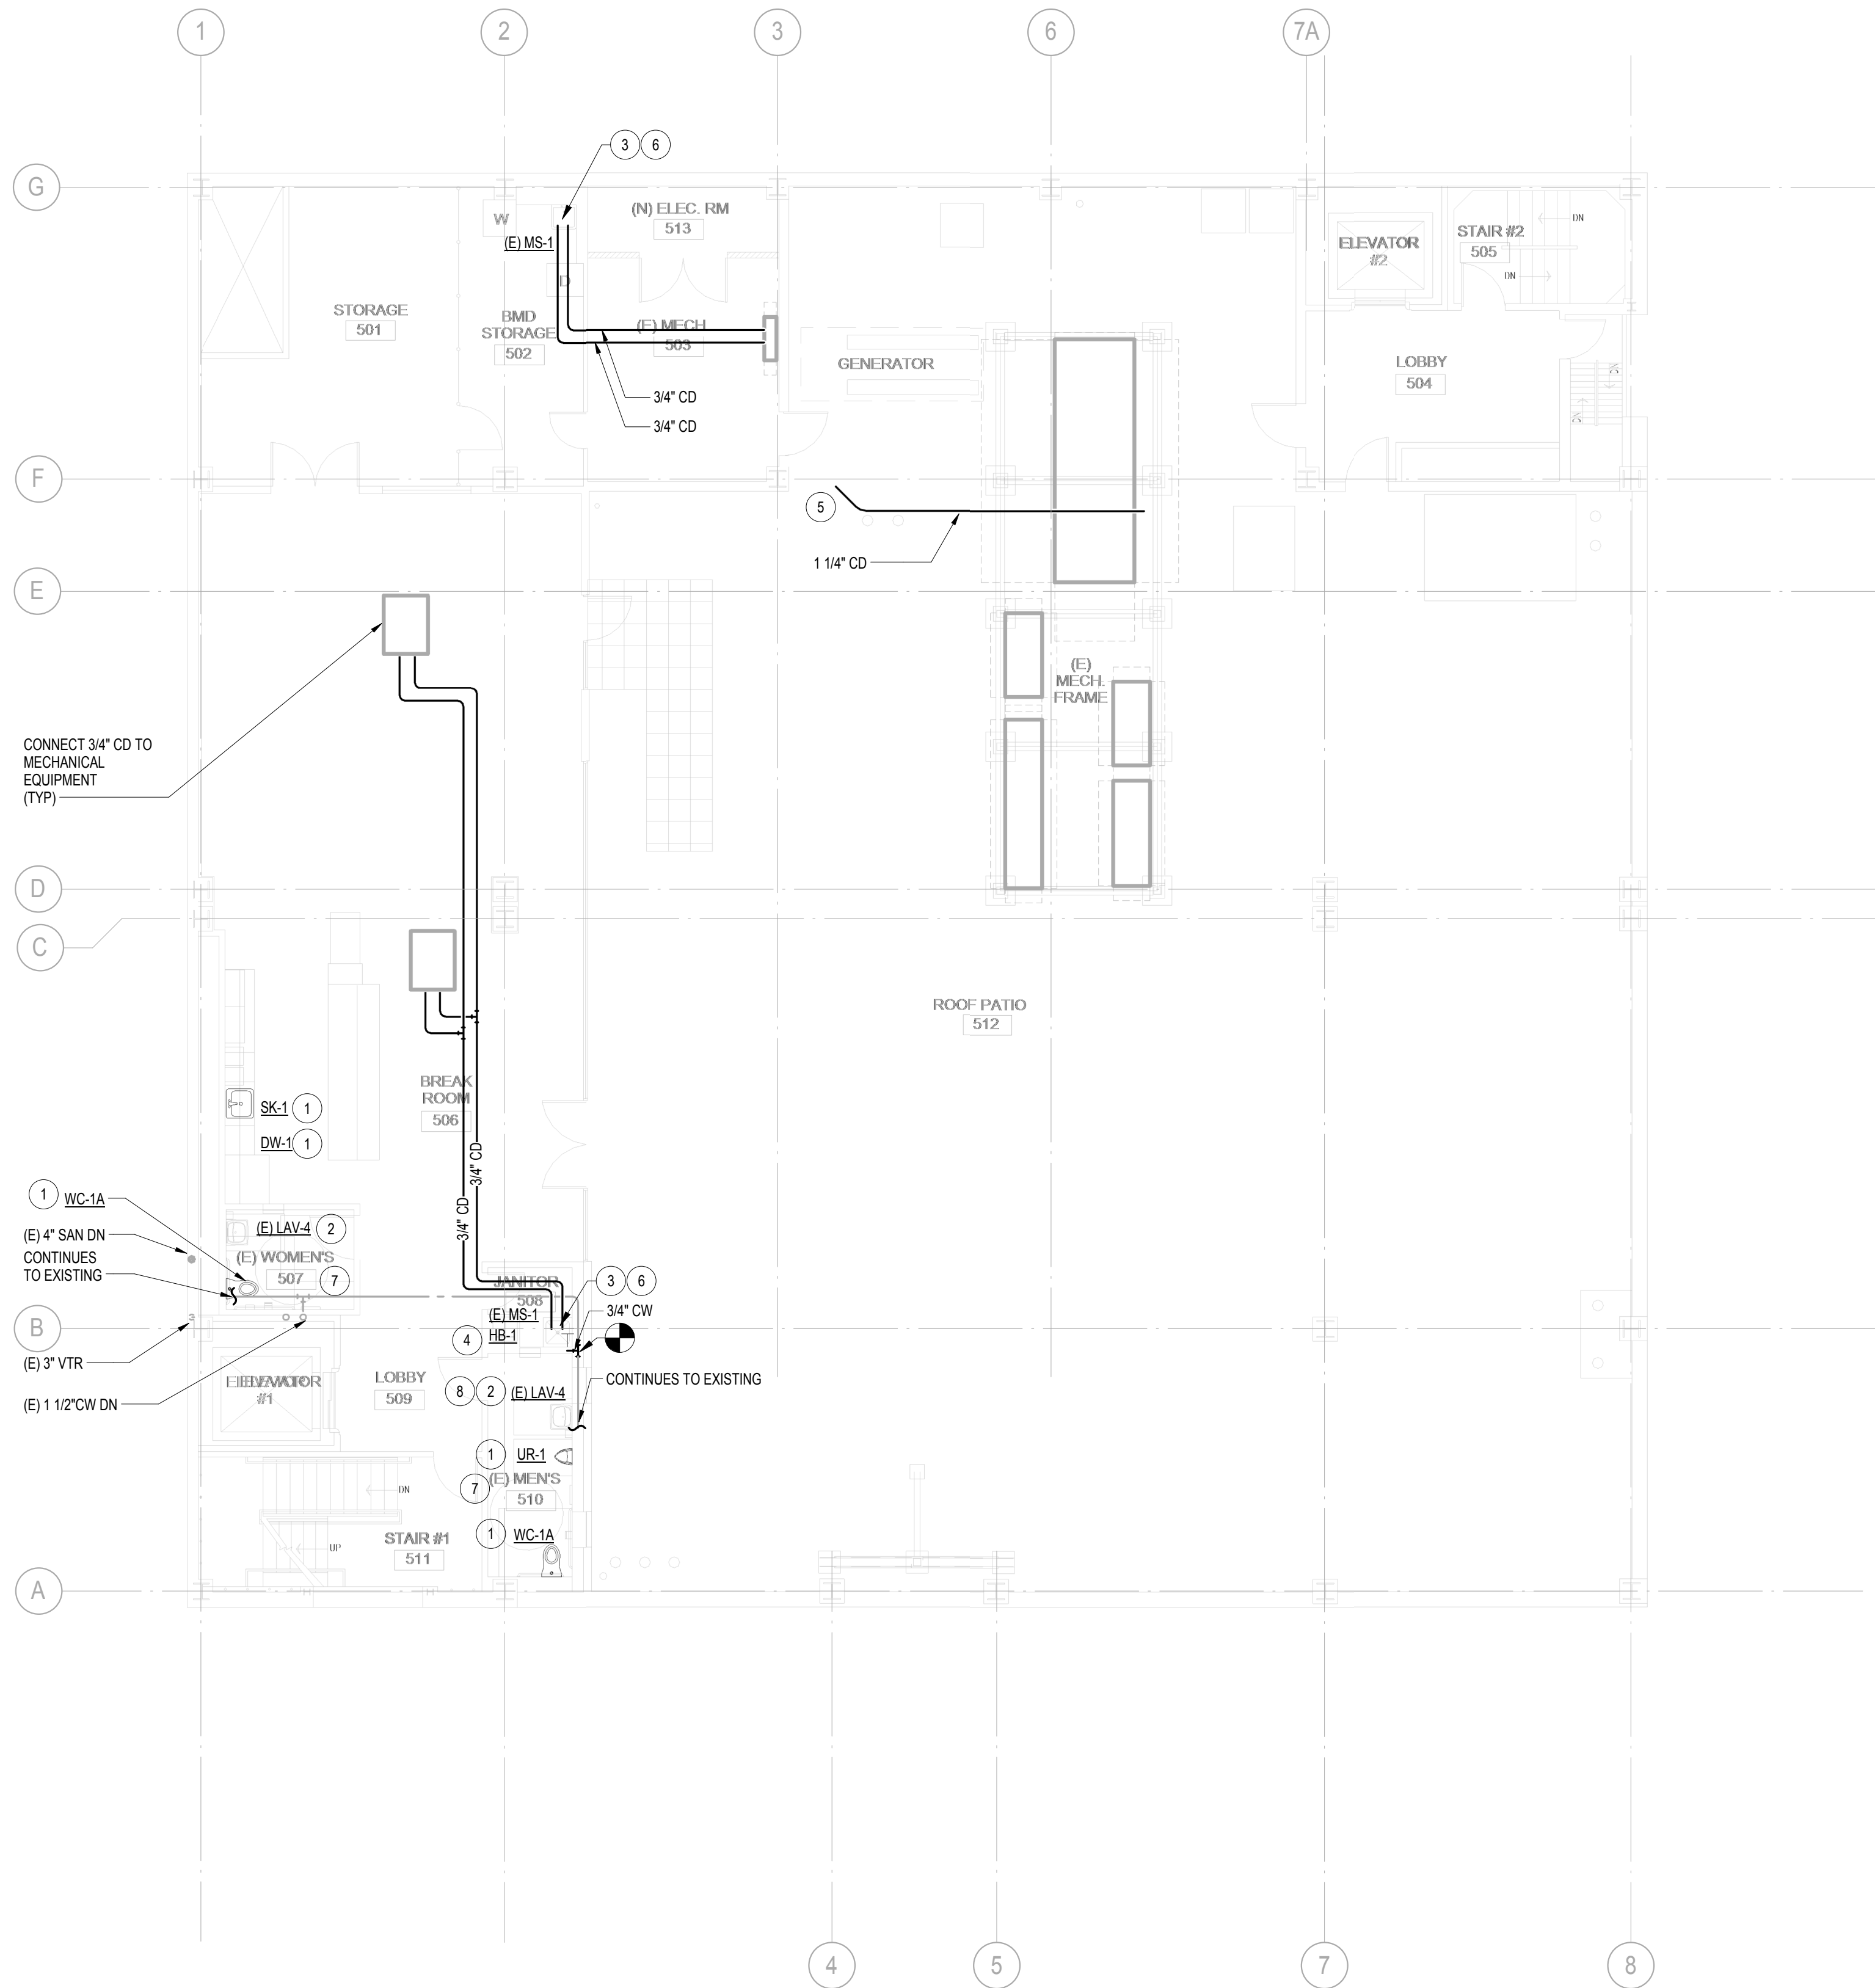 1
2
3
6
7A
G
3 6
(N) ELEC. RM
513
W
(E) MS-1
D
DN
ELEVATOR
#2
STAIR #2
505
DN
STORAGE
501
BMD
STORAGE
502
(E) MECH
503
GENERATOR
LOBBY
504
3/4" CD
3/4" CD
F
5
1 1/4" CD
E
(E)
MECH.
FRAME
CONNECT 3/4" CD TO
MECHANICAL
EQUIPMENT
(TYP)
D
C
ROOF PATIO
512
BREAK
ROOM
506
SK-1 1
DW-1 1
3/4" CD
3/4" CD
1 WC-1A
(E) LAV-4 2
(E) 4" SAN DN
CONTINUES
TO EXISTING
(E) WOMEN'S
507 7
JANITOR
508
3 6
3/4" CW
(E) MS-1
4 HB-1
B
(E) 3" VTR
(E) 1 1/2"CW DN
ELEVATOR
#1
LOBBY
509
CONTINUES TO EXISTING
8 2 (E) LAV-4
1 UR-1
7 (E) MEN'S
510
DN
UP
STAIR #1
511
1 WC-1A
A
4
5
7
8